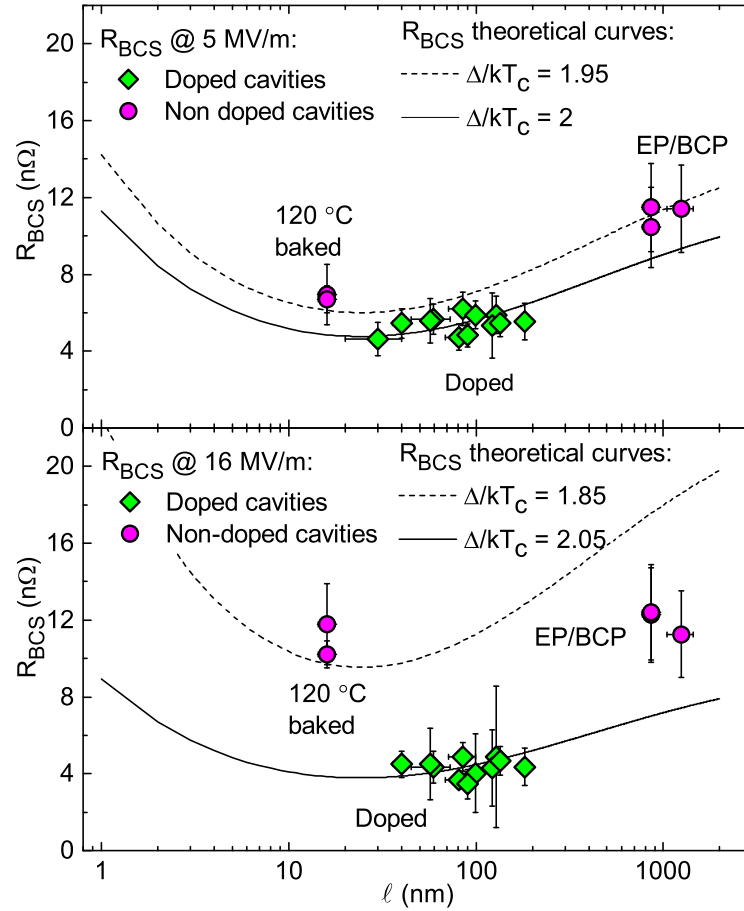 R_BCS @ 5 MV/m:
Doped cavities
Non doped cavities
R_BCS theoretical curves:
Δ/kT_c = 1.95
Δ/kT_c = 2
EP/BCP
120 °C
baked
Doped
R_BCS (nΩ)
20
16
12
8
4
0
R_BCS @ 16 MV/m:
Doped cavities
Non-doped cavities
R_BCS theoretical curves:
Δ/kT_c = 1.85
Δ/kT_c = 2.05
EP/BCP
120 °C
baked
Doped
R_BCS (nΩ)
20
16
12
8
4
0
1 10 100 1000
ℓ (nm)